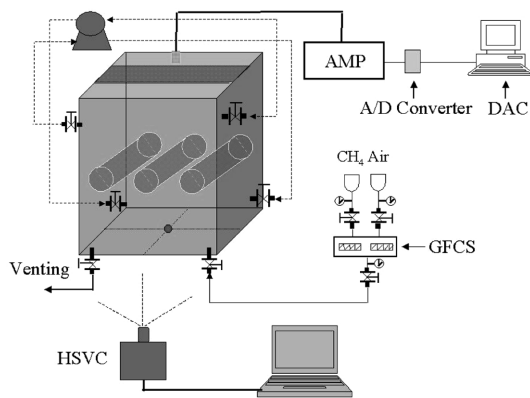 AMP
A/D Converter
DAC
CH4 Air
GFCS
Venting
HSVC